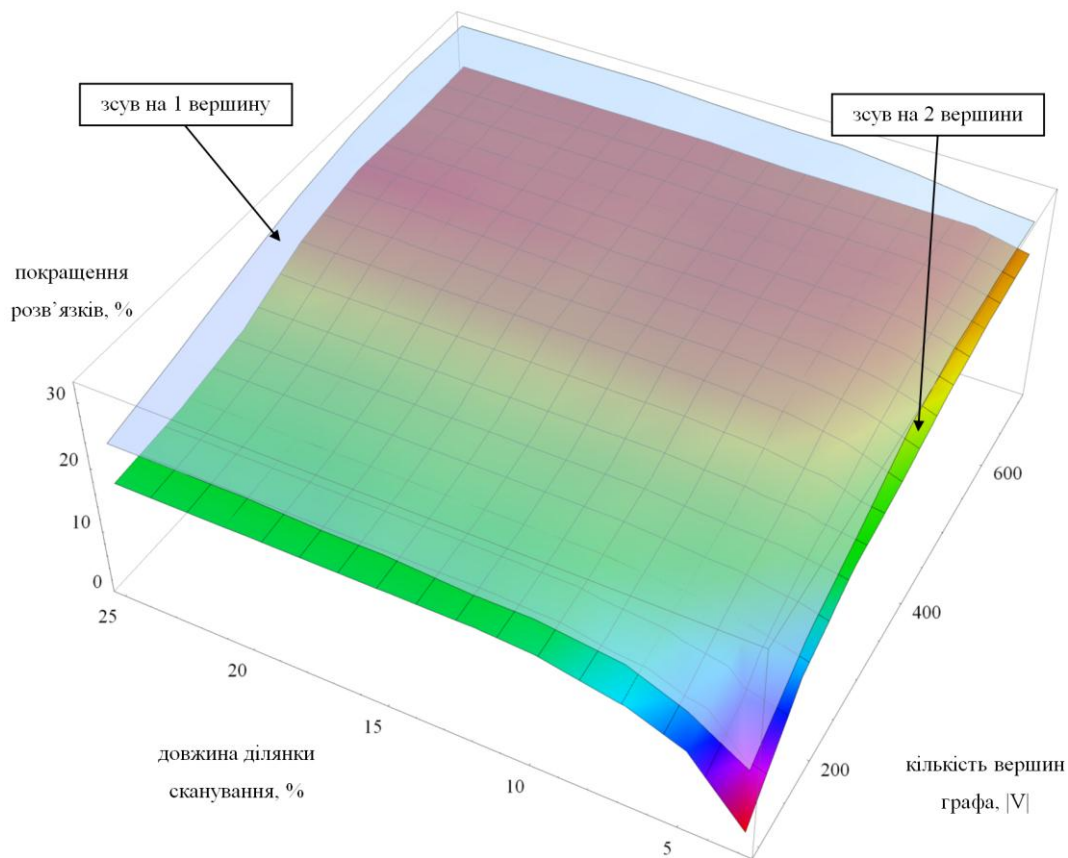 зсув на 1 вершину
зсув на 2 вершини
покращення
розв’язків, %
30
20
10
0
25
20
15
10
5
600
400
200
довжина ділянки
сканування, %
кількість вершин
графа, |V|